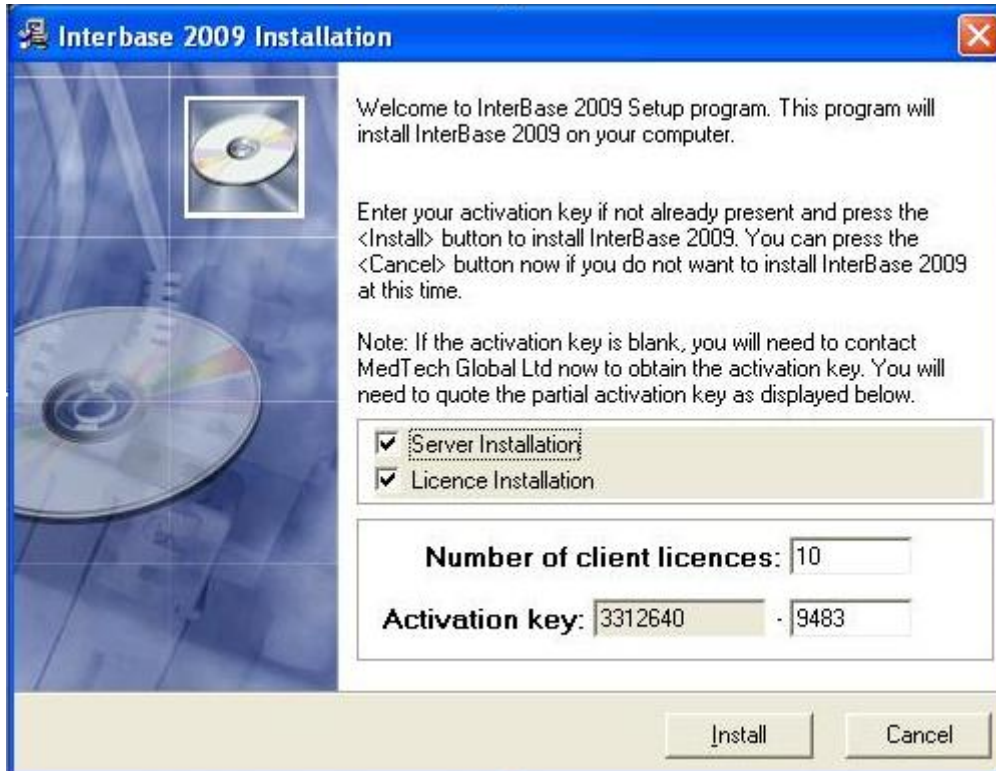 Interbase 2009 Installation
Welcome to InterBase 2009 Setup program. This program will
install InterBase 2009 on your computer.
Enter your activation key if not already present and press the
<Install> button to install InterBase 2009. You can press the
<Cancel> button now if you do not want to install InterBase 2009
at this time.
Note: If the activation key is blank, you will need to contact
MedTech Global Ltd now to obtain the activation key. You will
need to quote the partial activation key as displayed below.
Server Installation
Licence Installation
Number of client licences: 10
Activation key: 3312640 - 9483
Install Cancel